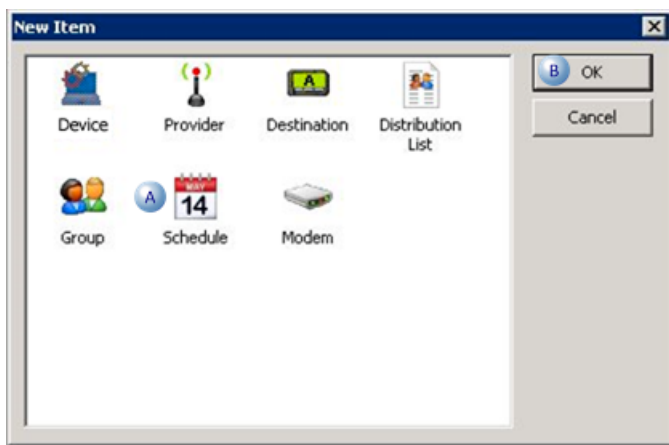 New Item
Device
Provider
A
Destination
Distribution
List
B OK
Cancel
Group
A
MAY
14
Schedule
Modem